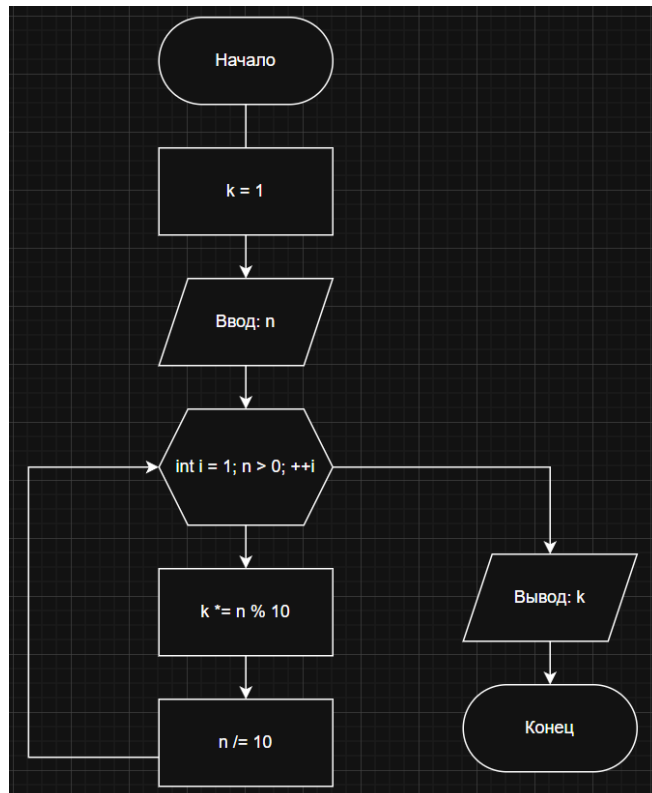 Начало
k = 1
Ввод: n
int i = 1; n > 0; ++i
k *= n % 10
n /= 10
Вывод: k
Конец